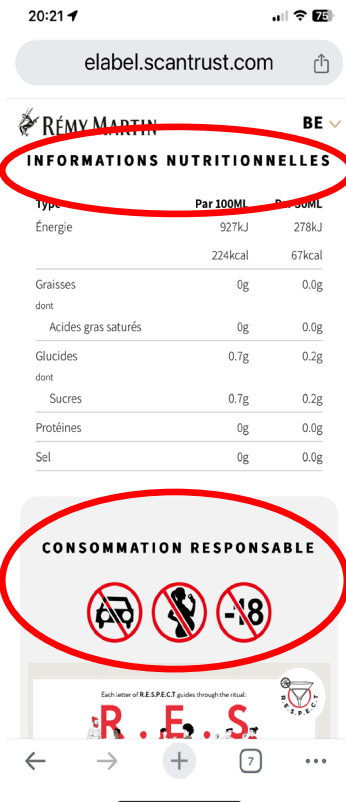 20:21
75
elabel.scantrust.com
RÉMY MARTIN
BE
INFORMATIONS NUTRITIONNELLES
Type Par 100ML Par 30ML
Énergie 927kJ 278kJ
224kcal 67kcal
Graisses 0g 0.0g
dont
Acides gras saturés 0g 0.0g
Glucides 0.7g 0.2g
dont
Sucres 0.7g 0.2g
Protéines 0g 0.0g
Sel 0g 0.0g
CONSOMMATION RESPONSABLE
-18
Each letter of R.E.S.P.E.C.T guides through the ritual:
R.E.S.
R.E.S.P.E.C.T
7